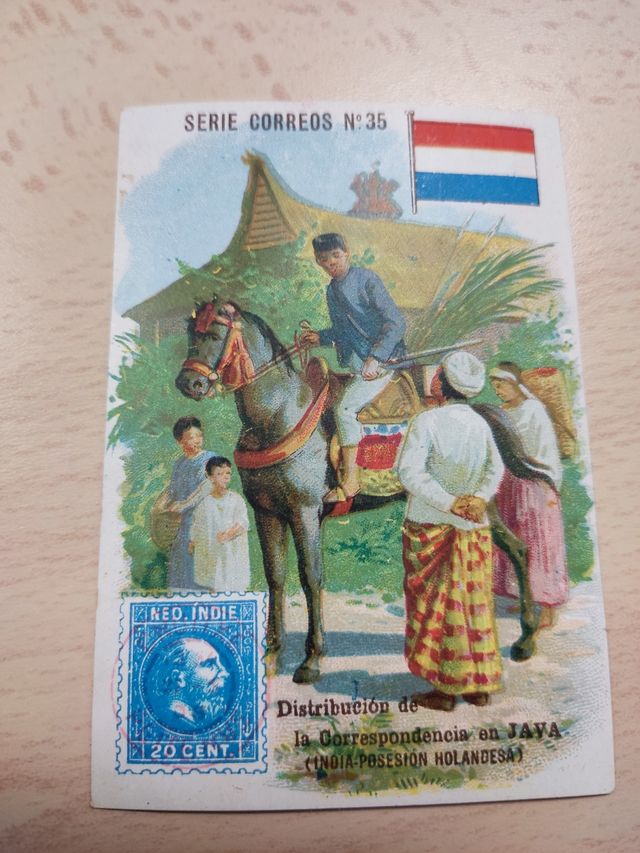 SERIE CORREOS Nº 35
NED. INDIE
20 CENT.
Distribución de
la Correspondencia en JAVA
(INDIA-POSESIÓN HOLANDESA)